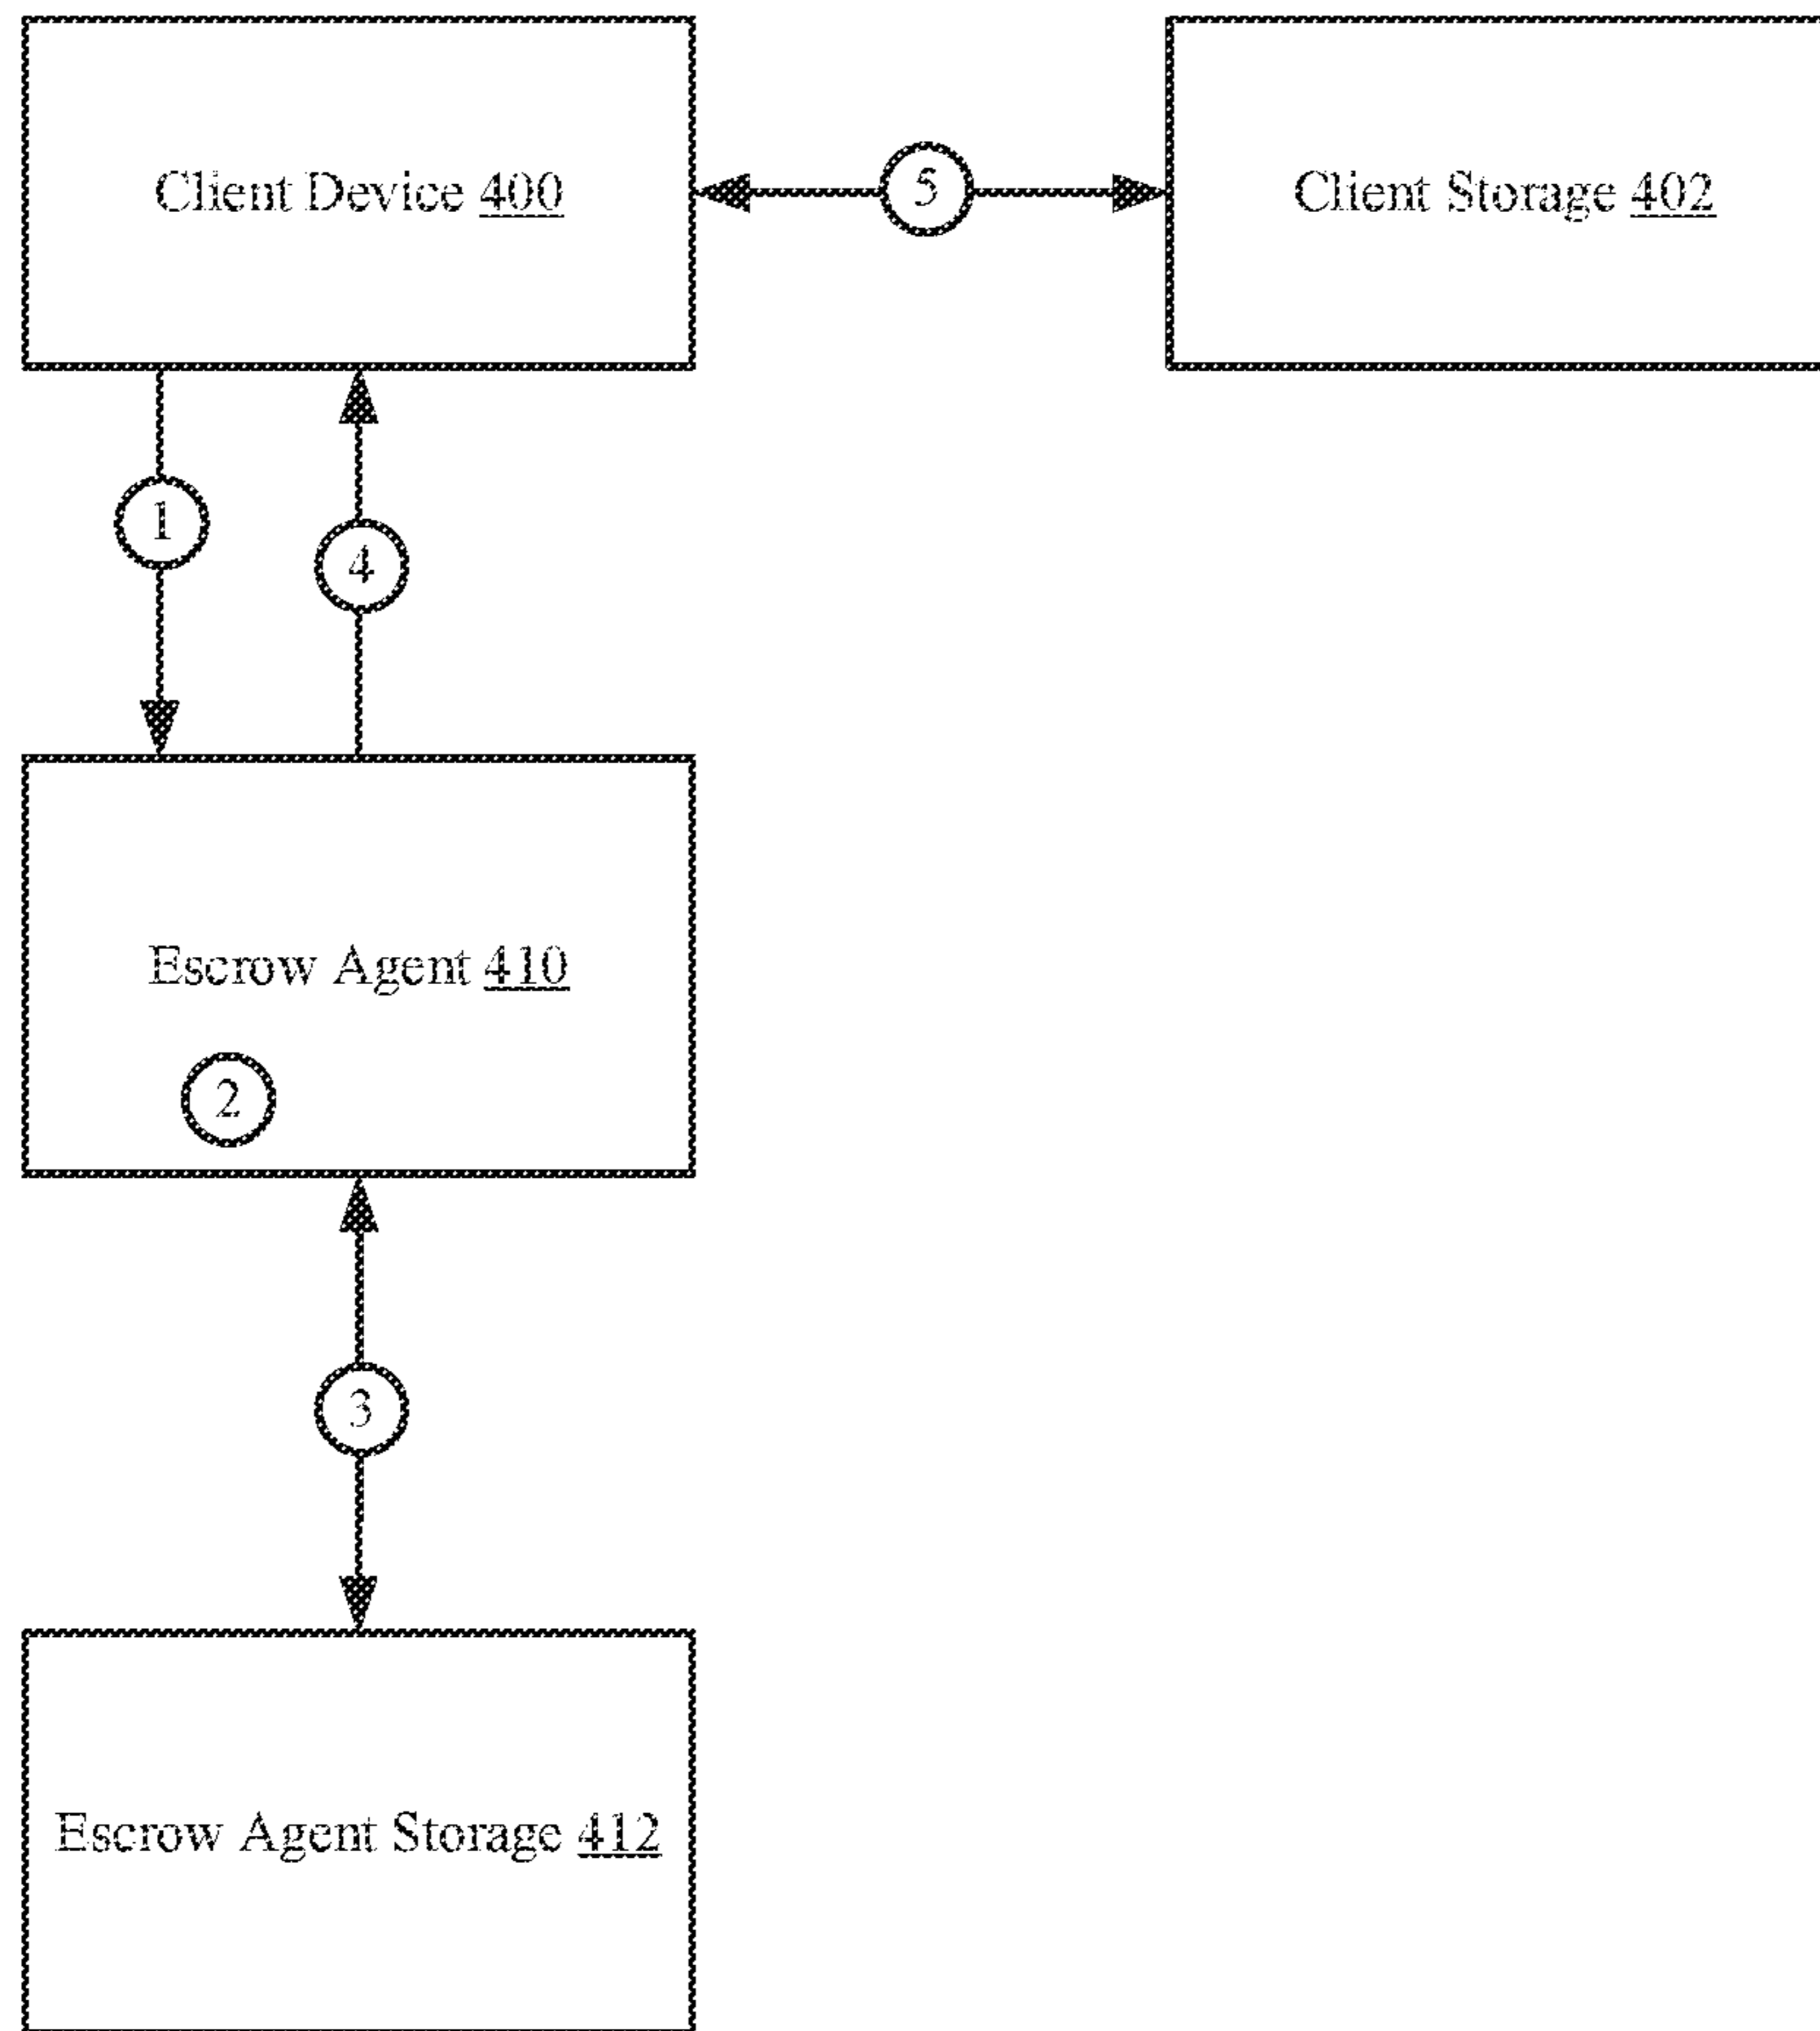 Client Device 400
5
Client Storage 402
1
4
Escrow Agent 410
2
3
Escrow Agent Storage 412